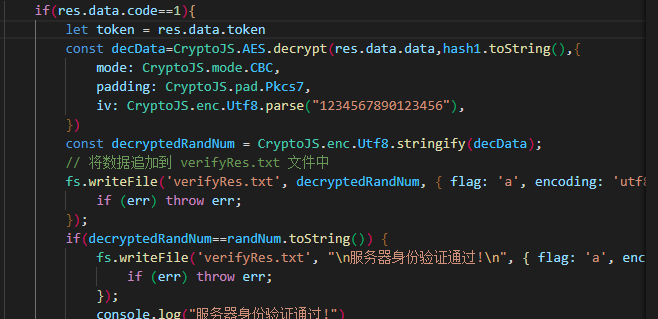 if(res.data.code==1){
let token = res.data.token
const decData=CryptoJS.AES.decrypt(res.data.data,hash1.toString(),{
mode: CryptoJS.mode.CBC,
padding: CryptoJS.pad.Pkcs7,
iv: CryptoJS.enc.Utf8.parse("1234567890123456"),
})
const decryptedRandNum = CryptoJS.enc.Utf8.stringify(decData);
// 将数据追加到 verifyRes.txt 文件中
fs.writeFile('verifyRes.txt', decryptedRandNum, { flag: 'a', encoding: 'utf8
if (err) throw err;
});
if(decryptedRandNum==randNum.toString()) {
fs.writeFile('verifyRes.txt', "\n服务器身份验证通过!\n", { flag: 'a', enc
if (err) throw err;
});
console.log("服务器身份验证通过!")